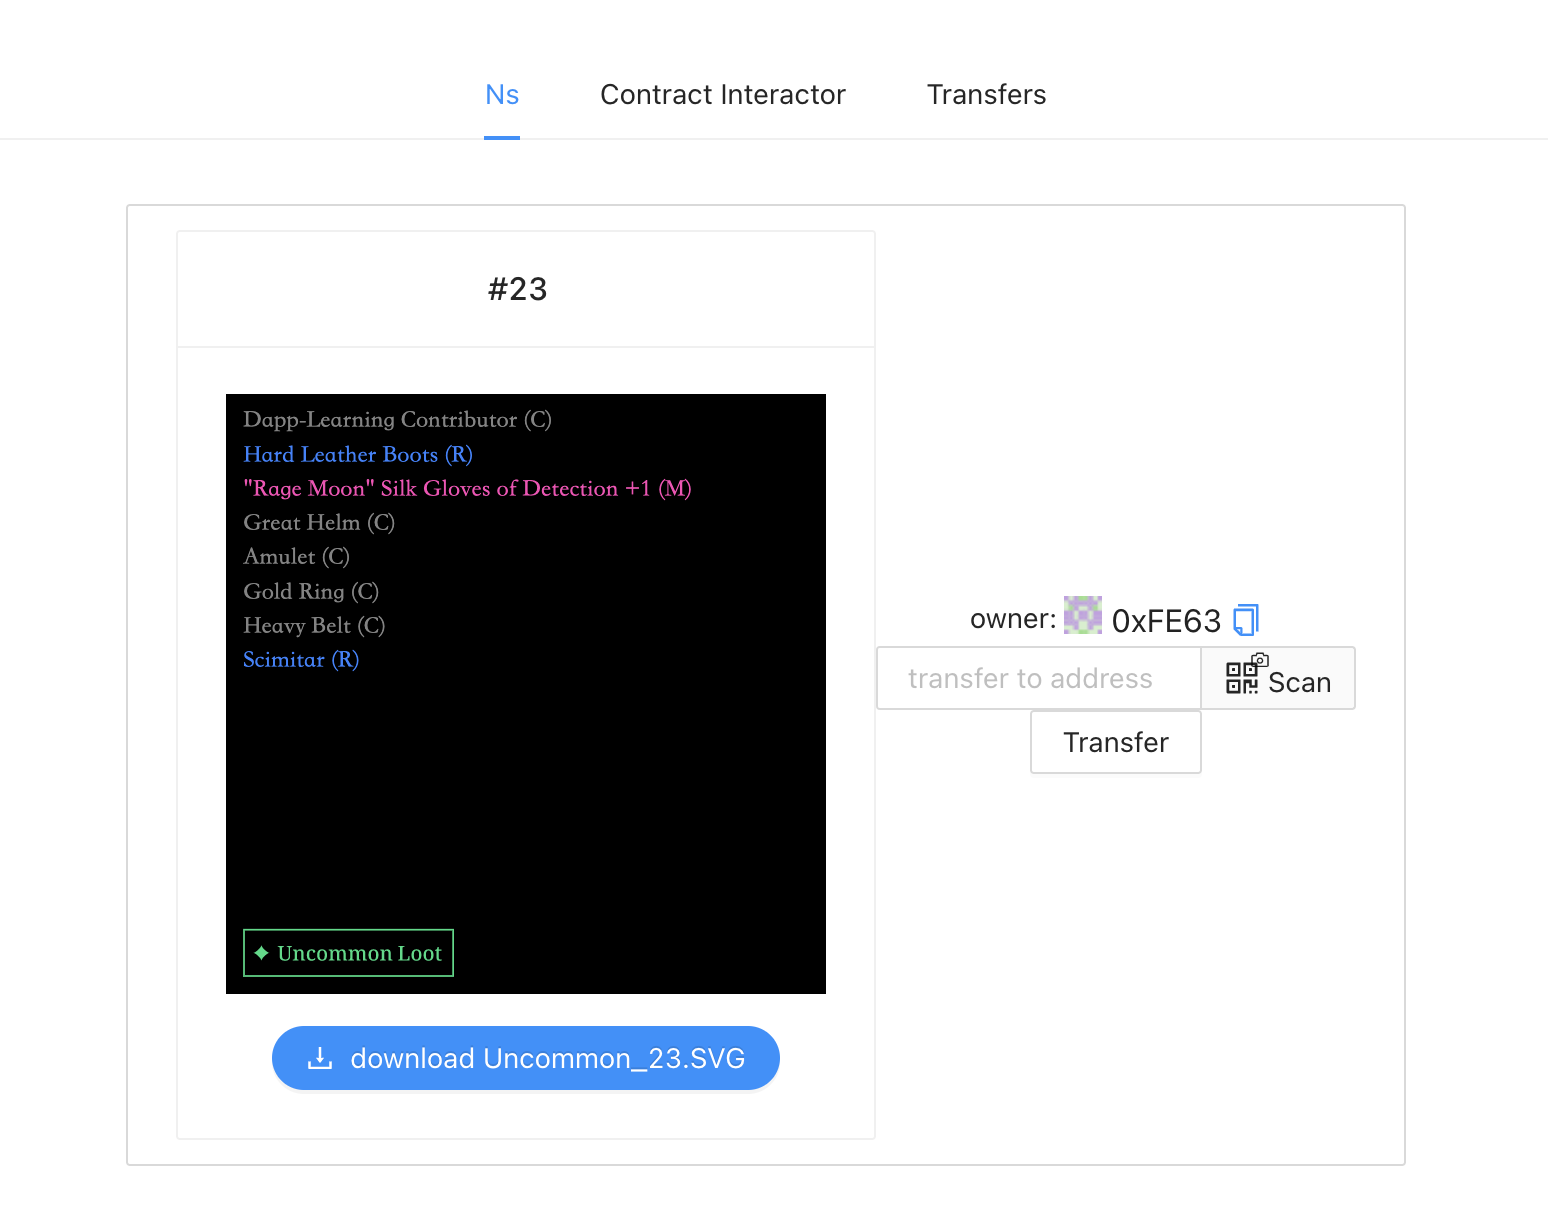 Ns
Contract Interactor
Transfers
#23
Dapp-Learning Contributor (C)
Hard Leather Boots (R)
"Rage Moon" Silk Gloves of Detection +1 (M)
Great Helm (C)
Amulet (C)
Gold Ring (C)
Heavy Belt (C)
Scimitar (R)
✦ Uncommon Loot
download Uncommon_23.SVG
owner: 0xFE63
transfer to address
Scan
Transfer